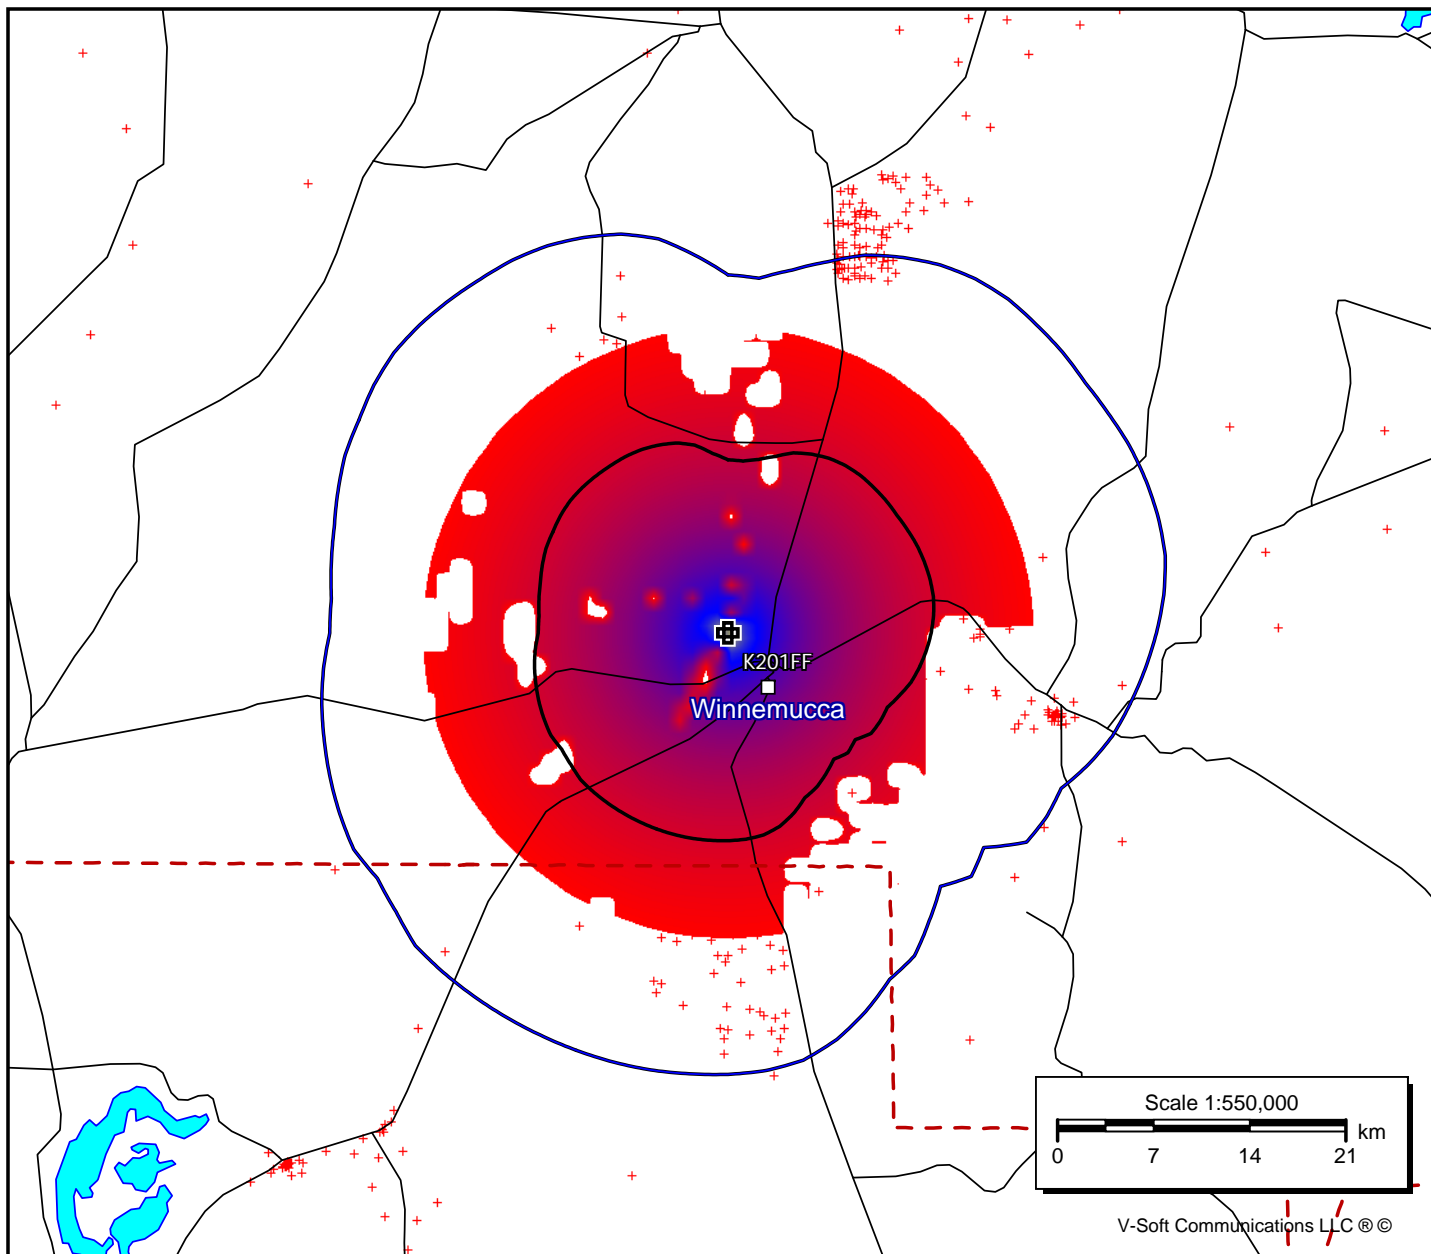 K201FF
Winnemucca
Scale 1:550,000
km
0 7 14 21
V-Soft Communications LLC ® ©